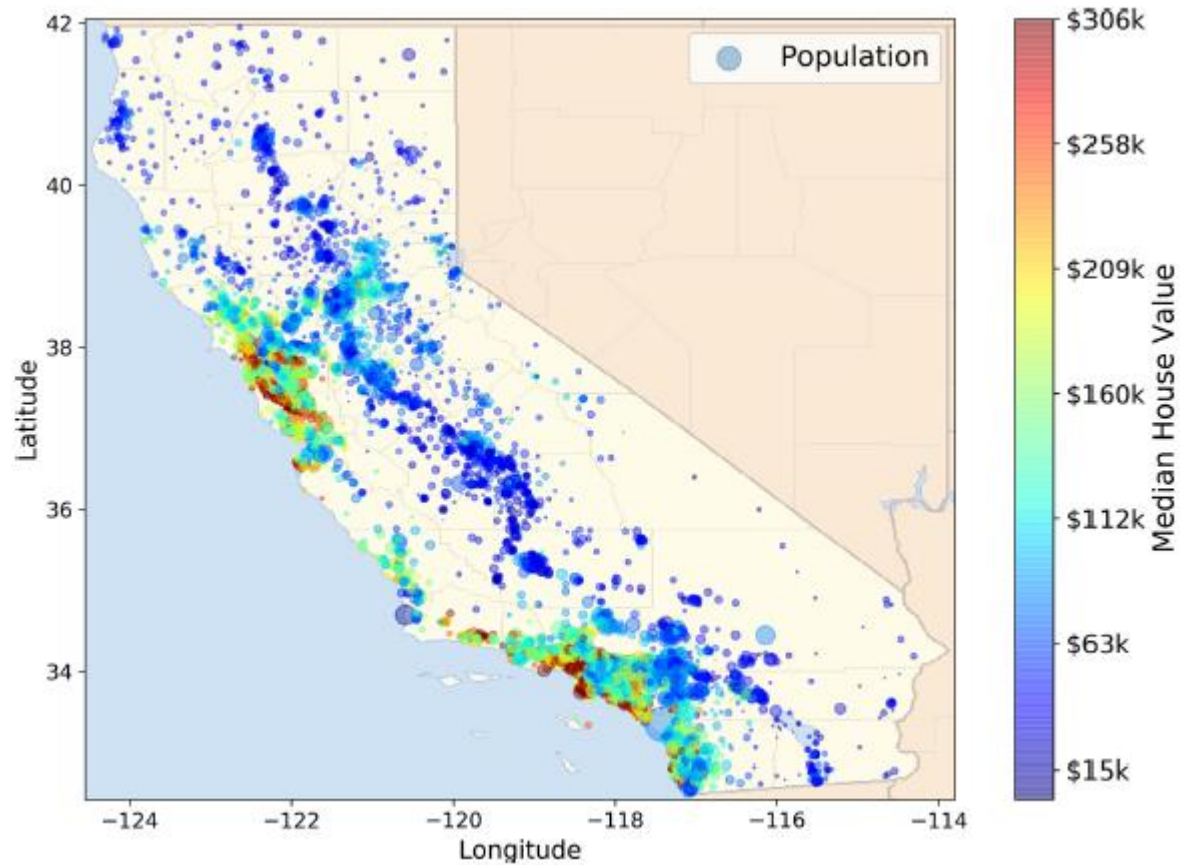 42
40
38
36
34
−124
−122
−120
−118
−116
−114
Latitude
Longitude
Population
$306k
$258k
$209k
$160k
$112k
$63k
$15k
Median House Value